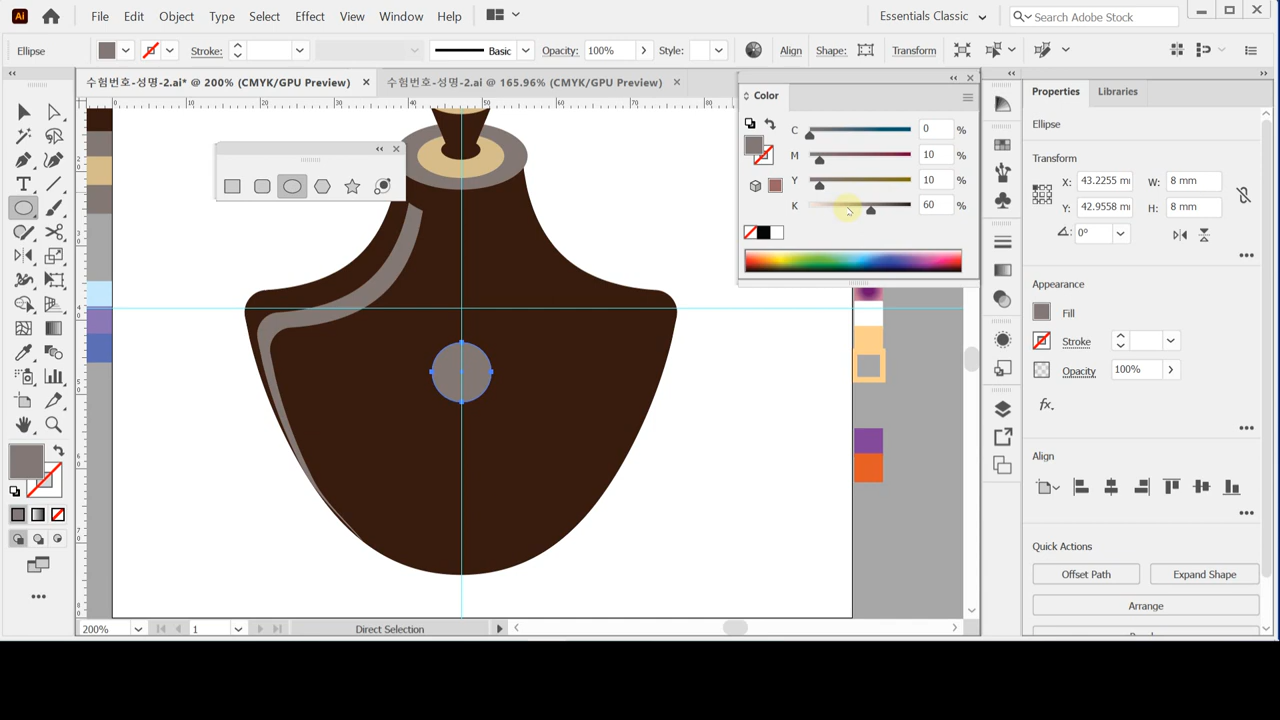 Ai File Edit Object Type Select Effect View Window Help Essentials Classic Search Adobe Stock
Ellipse Stroke: Basic Opacity: 100% Style: Align Shape: Transform
수험번호-성명-2.ai* @ 200% (CMYK/GPU Preview) 수험번호-성명-2.ai @ 165.96% (CMYK/GPU Preview)
Color
C 0 %
M 10 %
Y 10 %
K 60 %
Properties Libraries
Ellipse
Transform
X: 43.2255 m W: 8 mm
Y: 42.9558 m H: 8 mm
0°
Appearance
Fill
Stroke
Opacity 100%
fx
Align
Quick Actions
Offset Path Expand Shape
Arrange
200% 1 Direct Selection